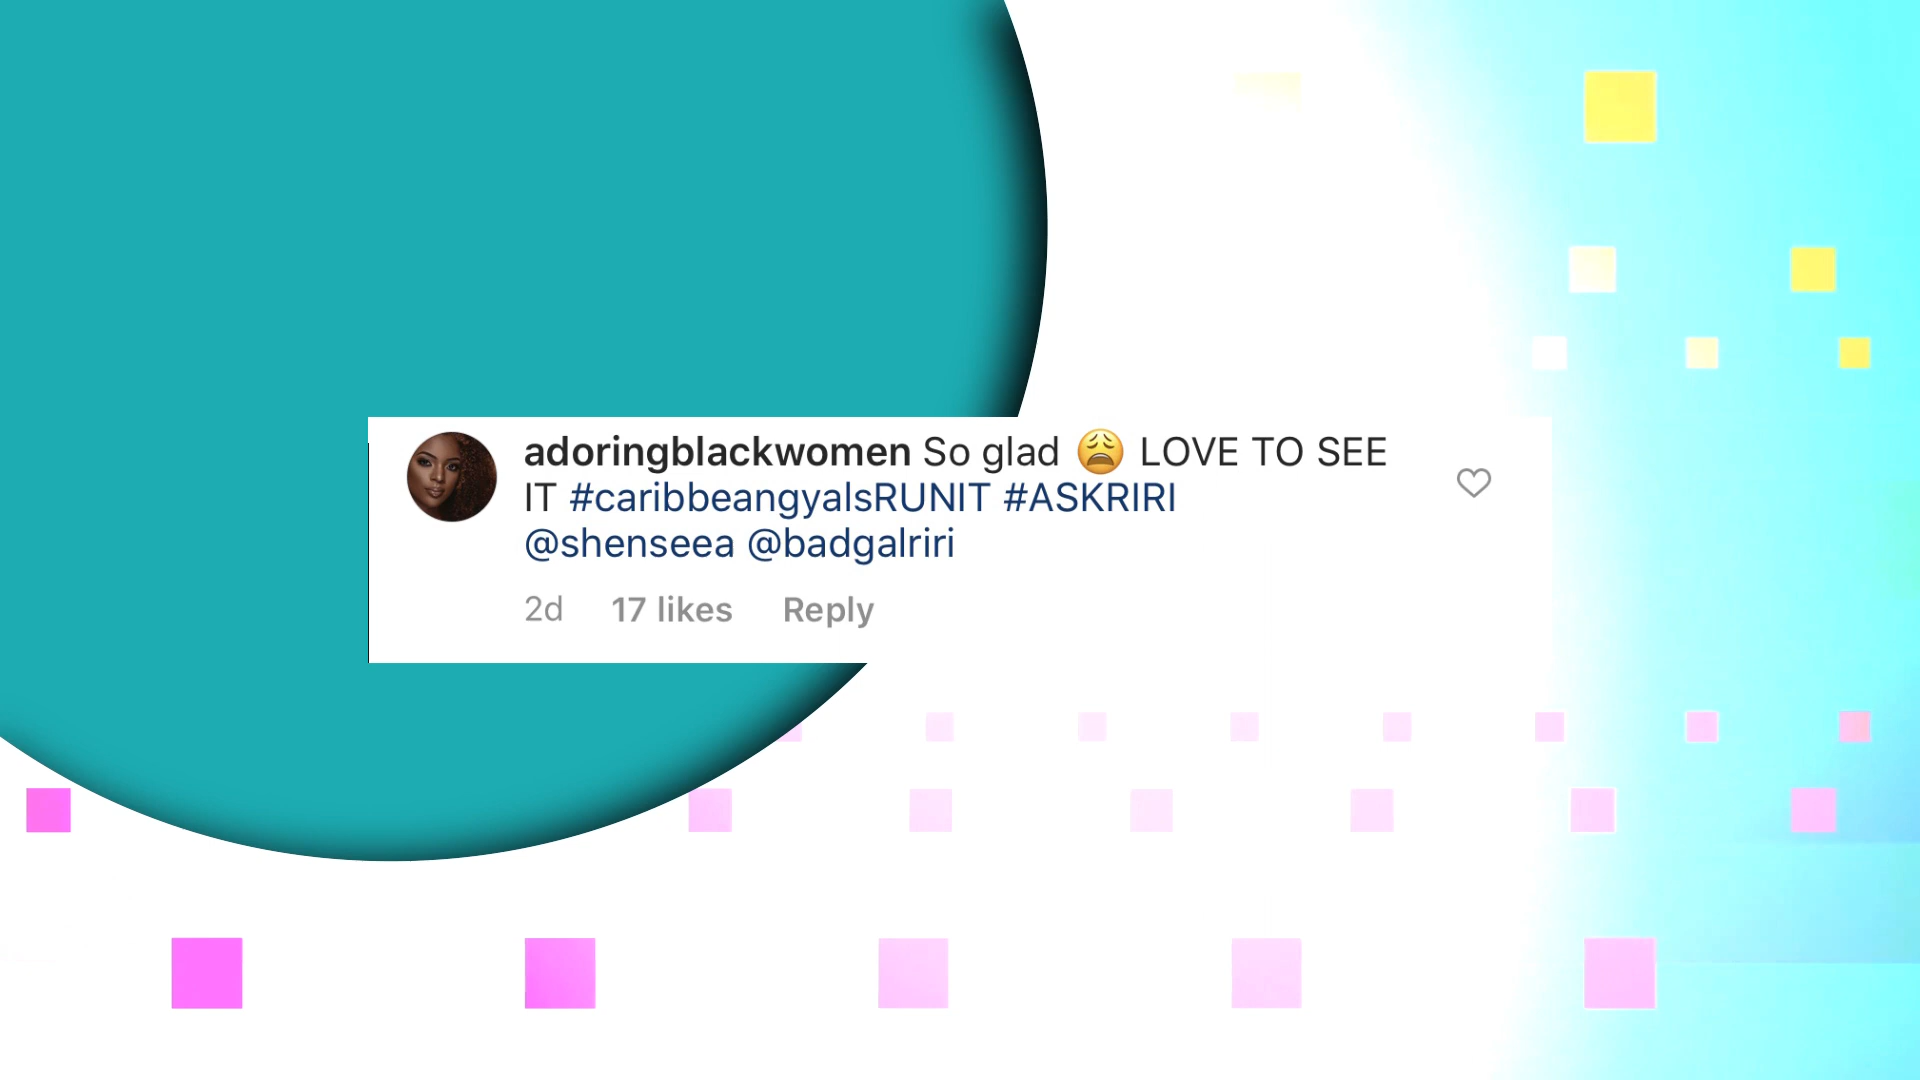 adoringblackwomen So glad 😩 LOVE TO SEE
IT #caribbeangyalsRUNIT #ASKRIRI
@shenseea @badgalriri
2d 17 likes Reply